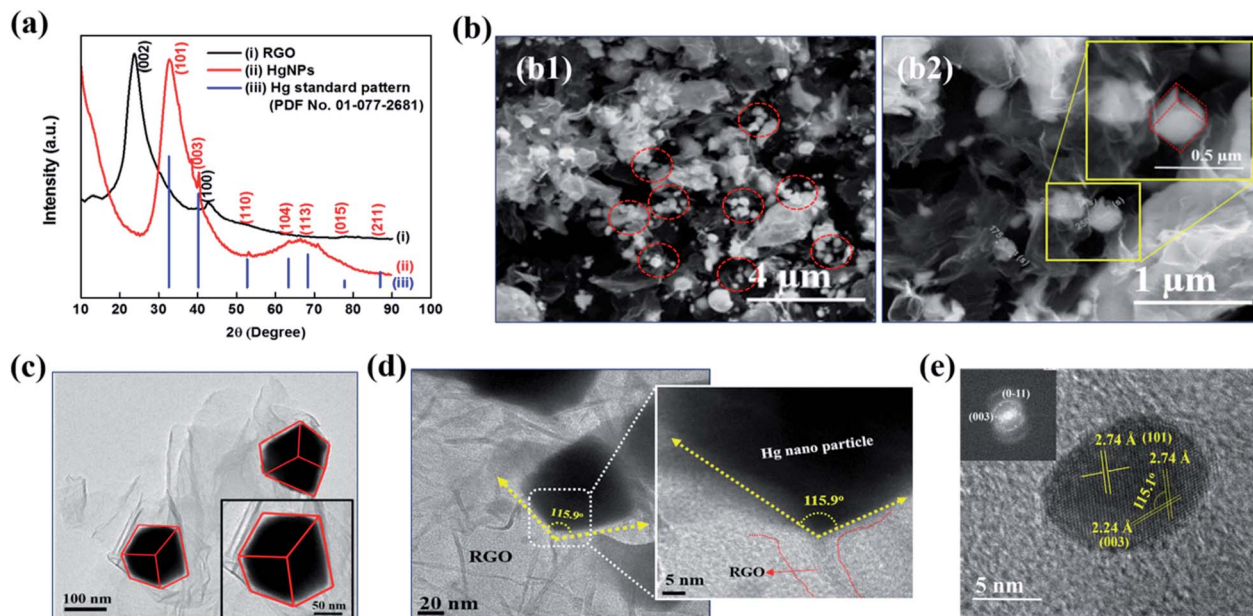 (a)
(i) RGO
(ii) HgNPs
(iii) Hg standard pattern
(PDF No. 01-077-2681)
(002)
(101)
(003)
(100)
(110)
(104)
(113)
(015)
(211)
(i)
(ii)
(iii)
Intensity (a.u.)
10 20 30 40 50 60 70 80 90 100
2θ (Degree)
(b)
(b1)
4 µm
(b2)
0.5 µm
1 µm
(c)
100 nm
50 nm
(d)
115.9°
RGO
20 nm
Hg nano particle
115.9°
RGO
5 nm
(e)
(0-11)
(003)
2.74 Å (101)
2.74 Å
115.1°
2.24 Å
(003)
5 nm